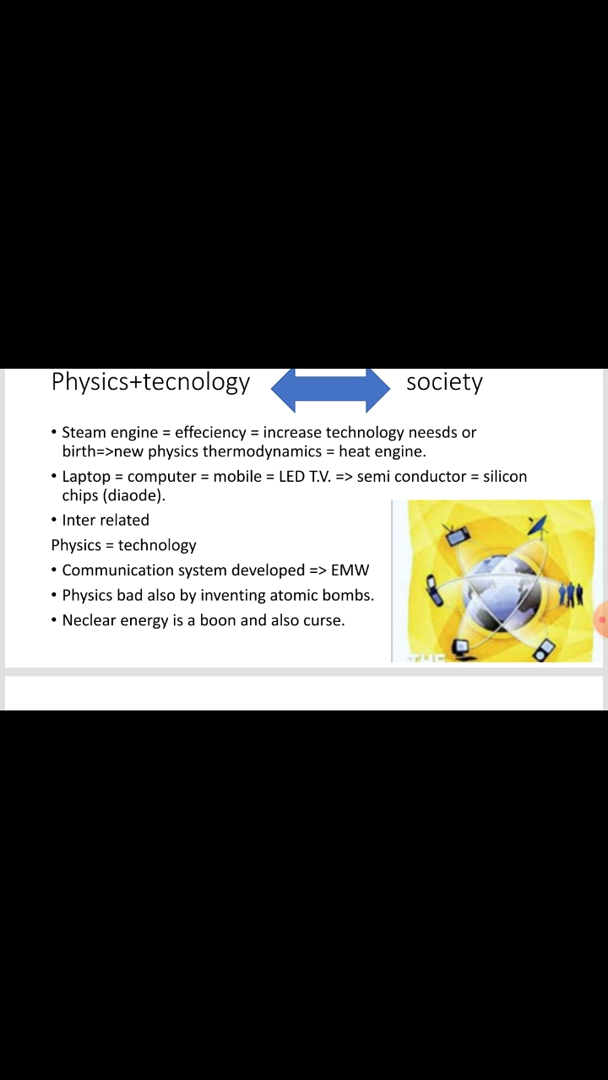 Physics+tecnology society
• Steam engine = effeciency = increase technology needsds or
birth=>new physics thermodynamics = heat engine.
• Laptop = computer = mobile = LED T.V. => semi conductor = silicon
chips (diaode).
• Inter related
Physics = technology
• Communication system developed => EMW
• Physics bad also by inventing atomic bombs.
• Neclear energy is a boon and also curse.